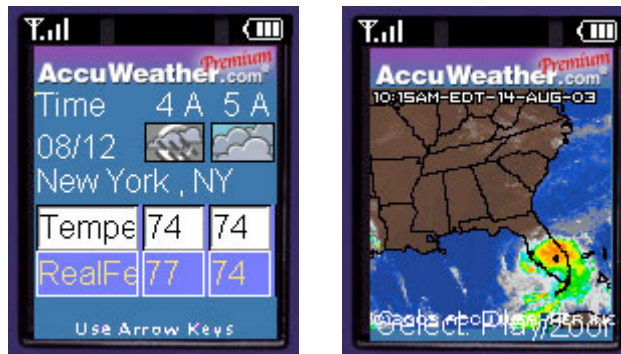 Premium
AccuWeather.com
Time 4 A 5 A
08/12
New York , NY
Tempe 74 74
RealFe 77 74
Use Arrow Keys
Premium
AccuWeather.com
10:15AM-EDT-14-AUG-03
Select: Play/Zoom